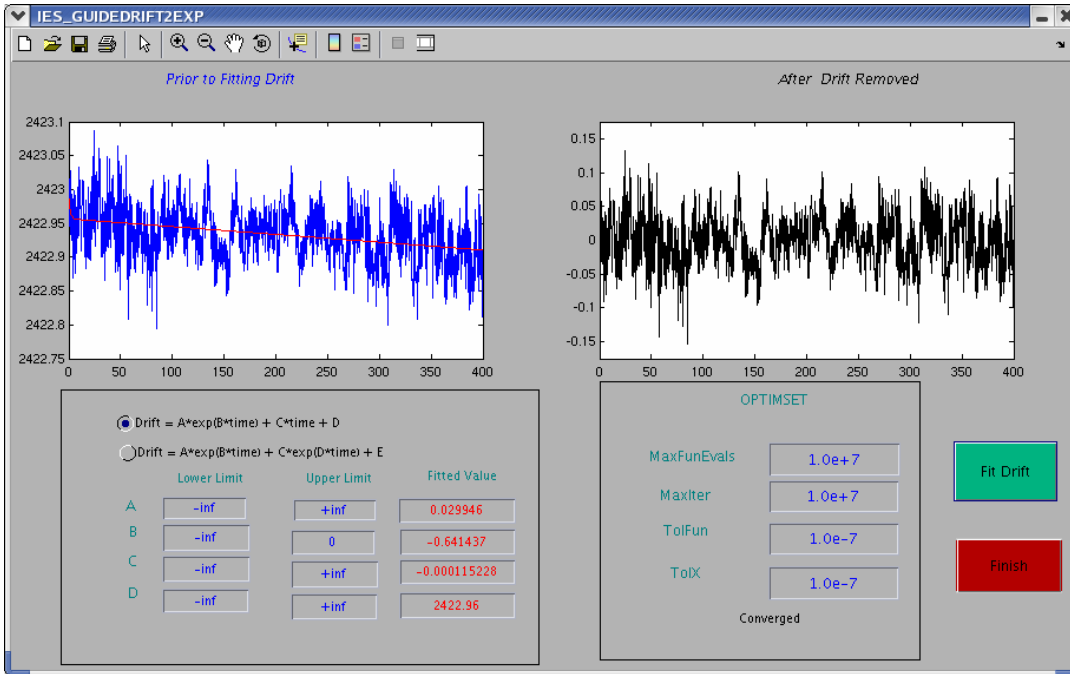 IES_GUIDEDRIFT2EXP
Prior to Fitting Drift
After Drift Removed
2423.1
2423.05
2423
2422.95
2422.9
2422.85
2422.8
2422.75
0 50 100 150 200 250 300 350 400
0.15
0.1
0.05
0
-0.05
-0.1
-0.15
0 50 100 150 200 250 300 350 400
Drift = A*exp(B*time) + C*time + D
Drift = A*exp(B*time) + C*exp(D*time) + E
Lower Limit Upper Limit Fitted Value
A -inf +inf 0.029946
B -inf 0 -0.641437
C -inf +inf -0.000115228
D -inf +inf 2422.96
OPTIMSET
MaxFunEvals 1.0e+7
MaxIter 1.0e+7
TolFun 1.0e-7
TolX 1.0e-7
Converged
Fit Drift
Finish